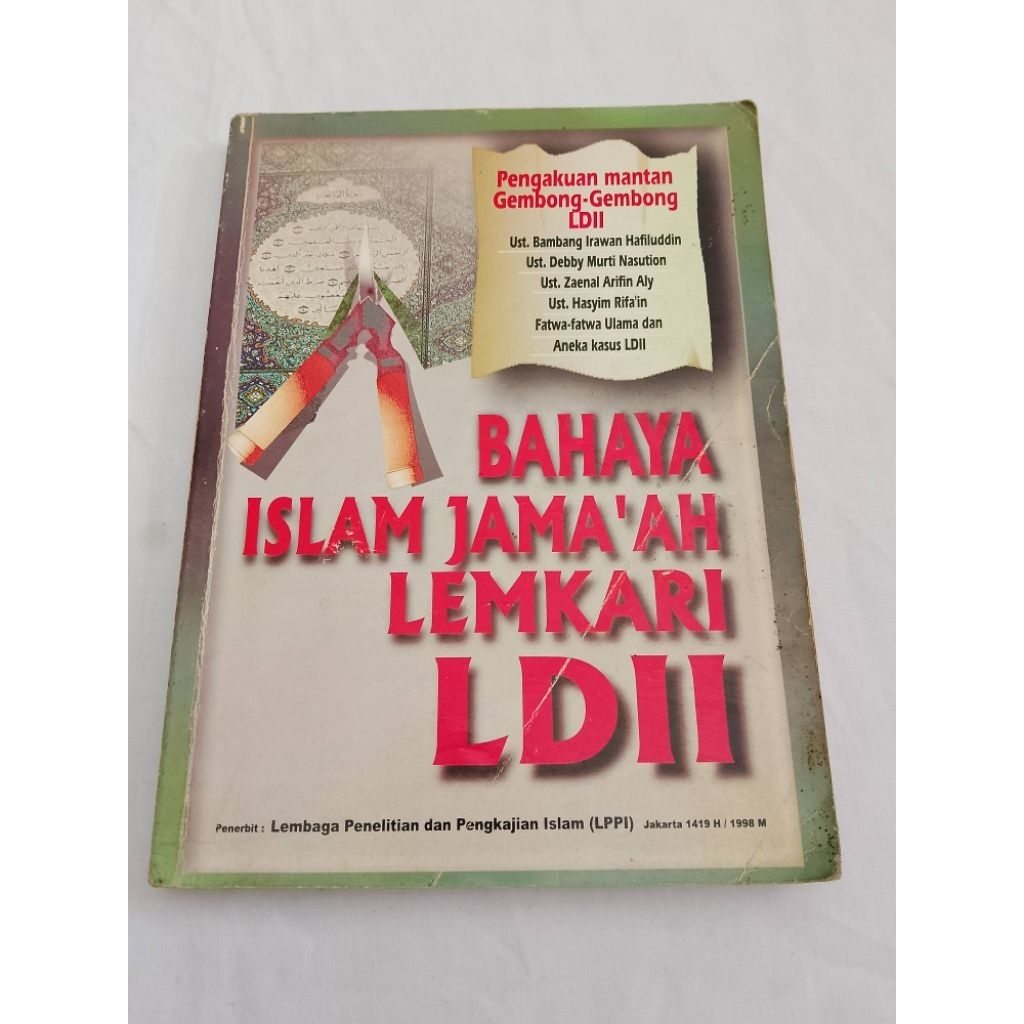 Pengakuan mantan
Gembong-Gembong
LDII
Ust. Bambang Irawan Hafiluddin
Ust. Debby Murti Nasution
Ust. Zaenal Arifin Aly
Ust. Hasyim Rifa'in
Fatwa-fatwa Ulama dan
Aneka kasus LDII
BAHAYA
ISLAM JAMA'AH
LEMKARI
LDII
Penerbit : Lembaga Penelitian dan Pengkajian Islam (LPPI) Jakarta 1419 H / 1998 M